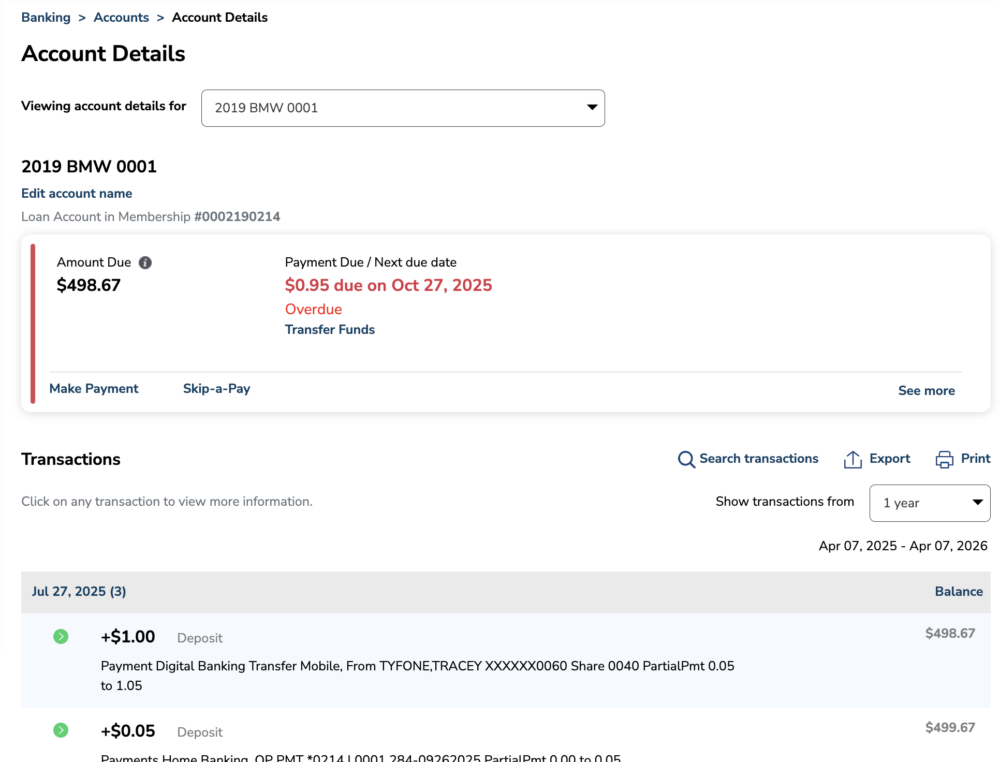 Banking > Accounts > Account Details
Account Details
Viewing account details for 2019 BMW 0001
2019 BMW 0001
Edit account name
Loan Account in Membership #0002190214
Amount Due Payment Due / Next due date
$498.67 $0.95 due on Oct 27, 2025
Overdue
Transfer Funds
Make Payment Skip-a-Pay See more
Transactions Search transactions Export Print
Click on any transaction to view more information. Show transactions from 1 year
Apr 07, 2025 - Apr 07, 2026
Jul 27, 2025 (3) Balance
+$1.00 Deposit $498.67
Payment Digital Banking Transfer Mobile, From TYFONE,TRACEY XXXXXX0060 Share 0040 PartialPmt 0.05
to 1.05
+$0.05 Deposit $499.67
Payments Home Banking, OP PMT *0214 L0001 284-09262025 PartialPmt 0.00 to 0.05